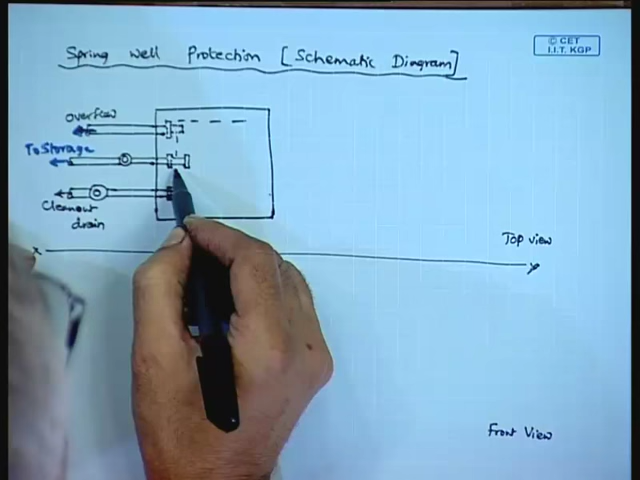 Spring well Protection [Schematic Diagram]
© CET
I.I.T. KGP
overflow
To Storage
Cleanout
drain
Top view
x
y
Front View